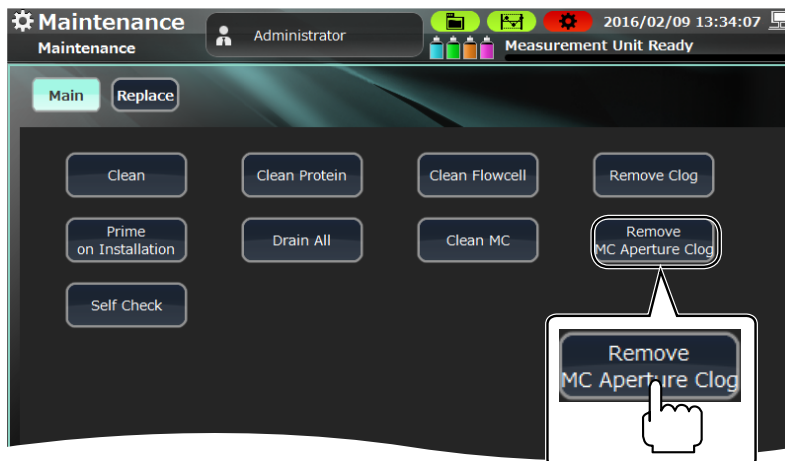 Maintenance
Maintenance
Administrator
2016/02/09 13:34:07
Measurement Unit Ready
Main
Replace
Clean
Clean Protein
Clean Flowcell
Remove Clog
Prime
on Installation
Drain All
Clean MC
Remove
MC Aperture Clog
Self Check
Remove
MC Aperture Clog